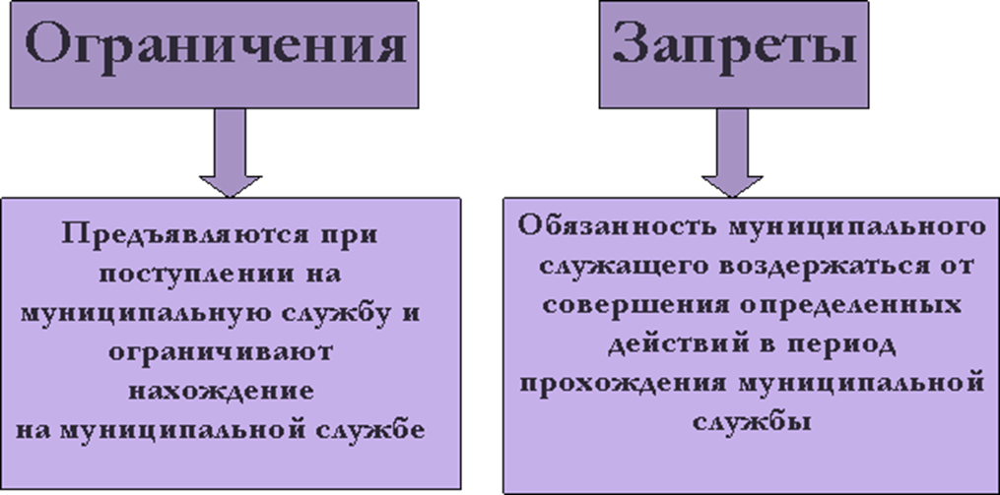 Ограничения
Предъявляются при
поступлении на
муниципальную службу и
ограничивают
нахождение
на муниципальной службе
Запреты
Обязанность муниципального
служащего воздержаться от
совершения определенных
действий в период
прохождения муниципальной
службы